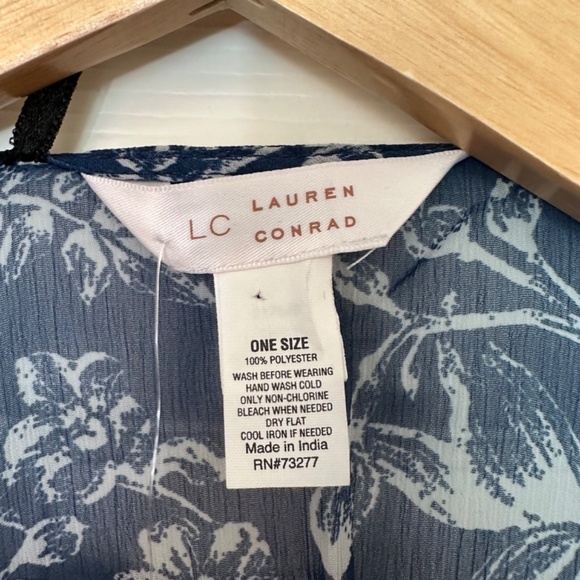 LC LAUREN
CONRAD
ONE SIZE
100% POLYESTER
WASH BEFORE WEARING
HAND WASH COLD
ONLY NON-CHLORINE
BLEACH WHEN NEEDED
DRY FLAT
COOL IRON IF NEEDED
Made in India
RN#73277